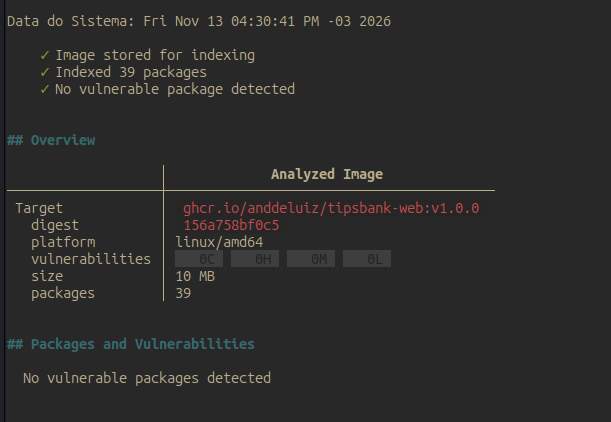 Data do Sistema: Fri Nov 13 04:30:41 PM -03 2026
✓ Image stored for indexing
✓ Indexed 39 packages
✓ No vulnerable package detected
## Overview
Analyzed Image
Target ghcr.io/anddeluiz/tipsbank-web:v1.0.0
digest 156a758bf0c5
platform linux/amd64
vulnerabilities 0C 0H 0M 0L
size 10 MB
packages 39
## Packages and Vulnerabilities
No vulnerable packages detected